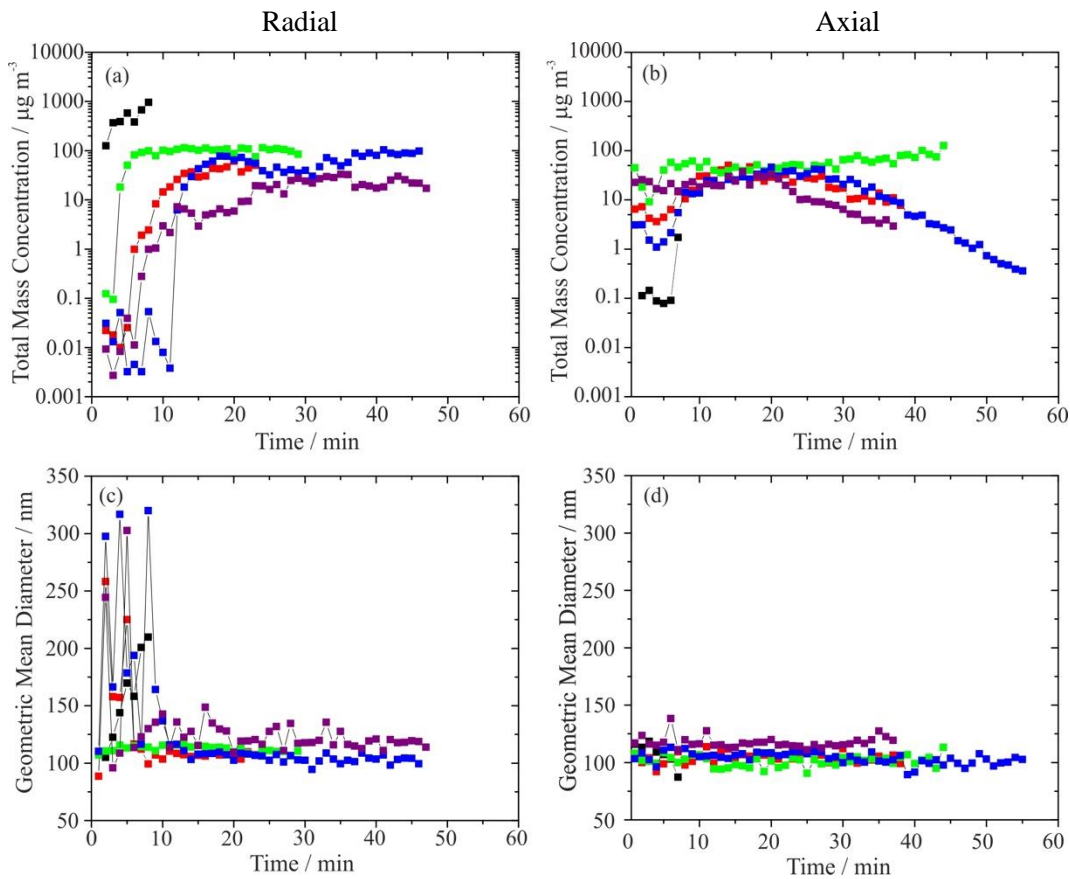 Radial
Axial
10000
1000
100
10
1
0.1
0.01
0.001
(a)
Total Mass Concentration / µg m⁻³
0 10 20 30 40 50 60
Time / min
10000
1000
100
10
1
0.1
0.01
0.001
(b)
Total Mass Concentration / µg m⁻³
10 20 30 40 50 60
Time / min
350
300
250
200
150
100
50
(c)
Geometric Mean Diameter / nm
0 10 20 30 40 50 60
Time / min
350
300
250
200
150
100
50
(d)
Geometric Mean Diameter / nm
10 20 30 40 50 60
Time / min